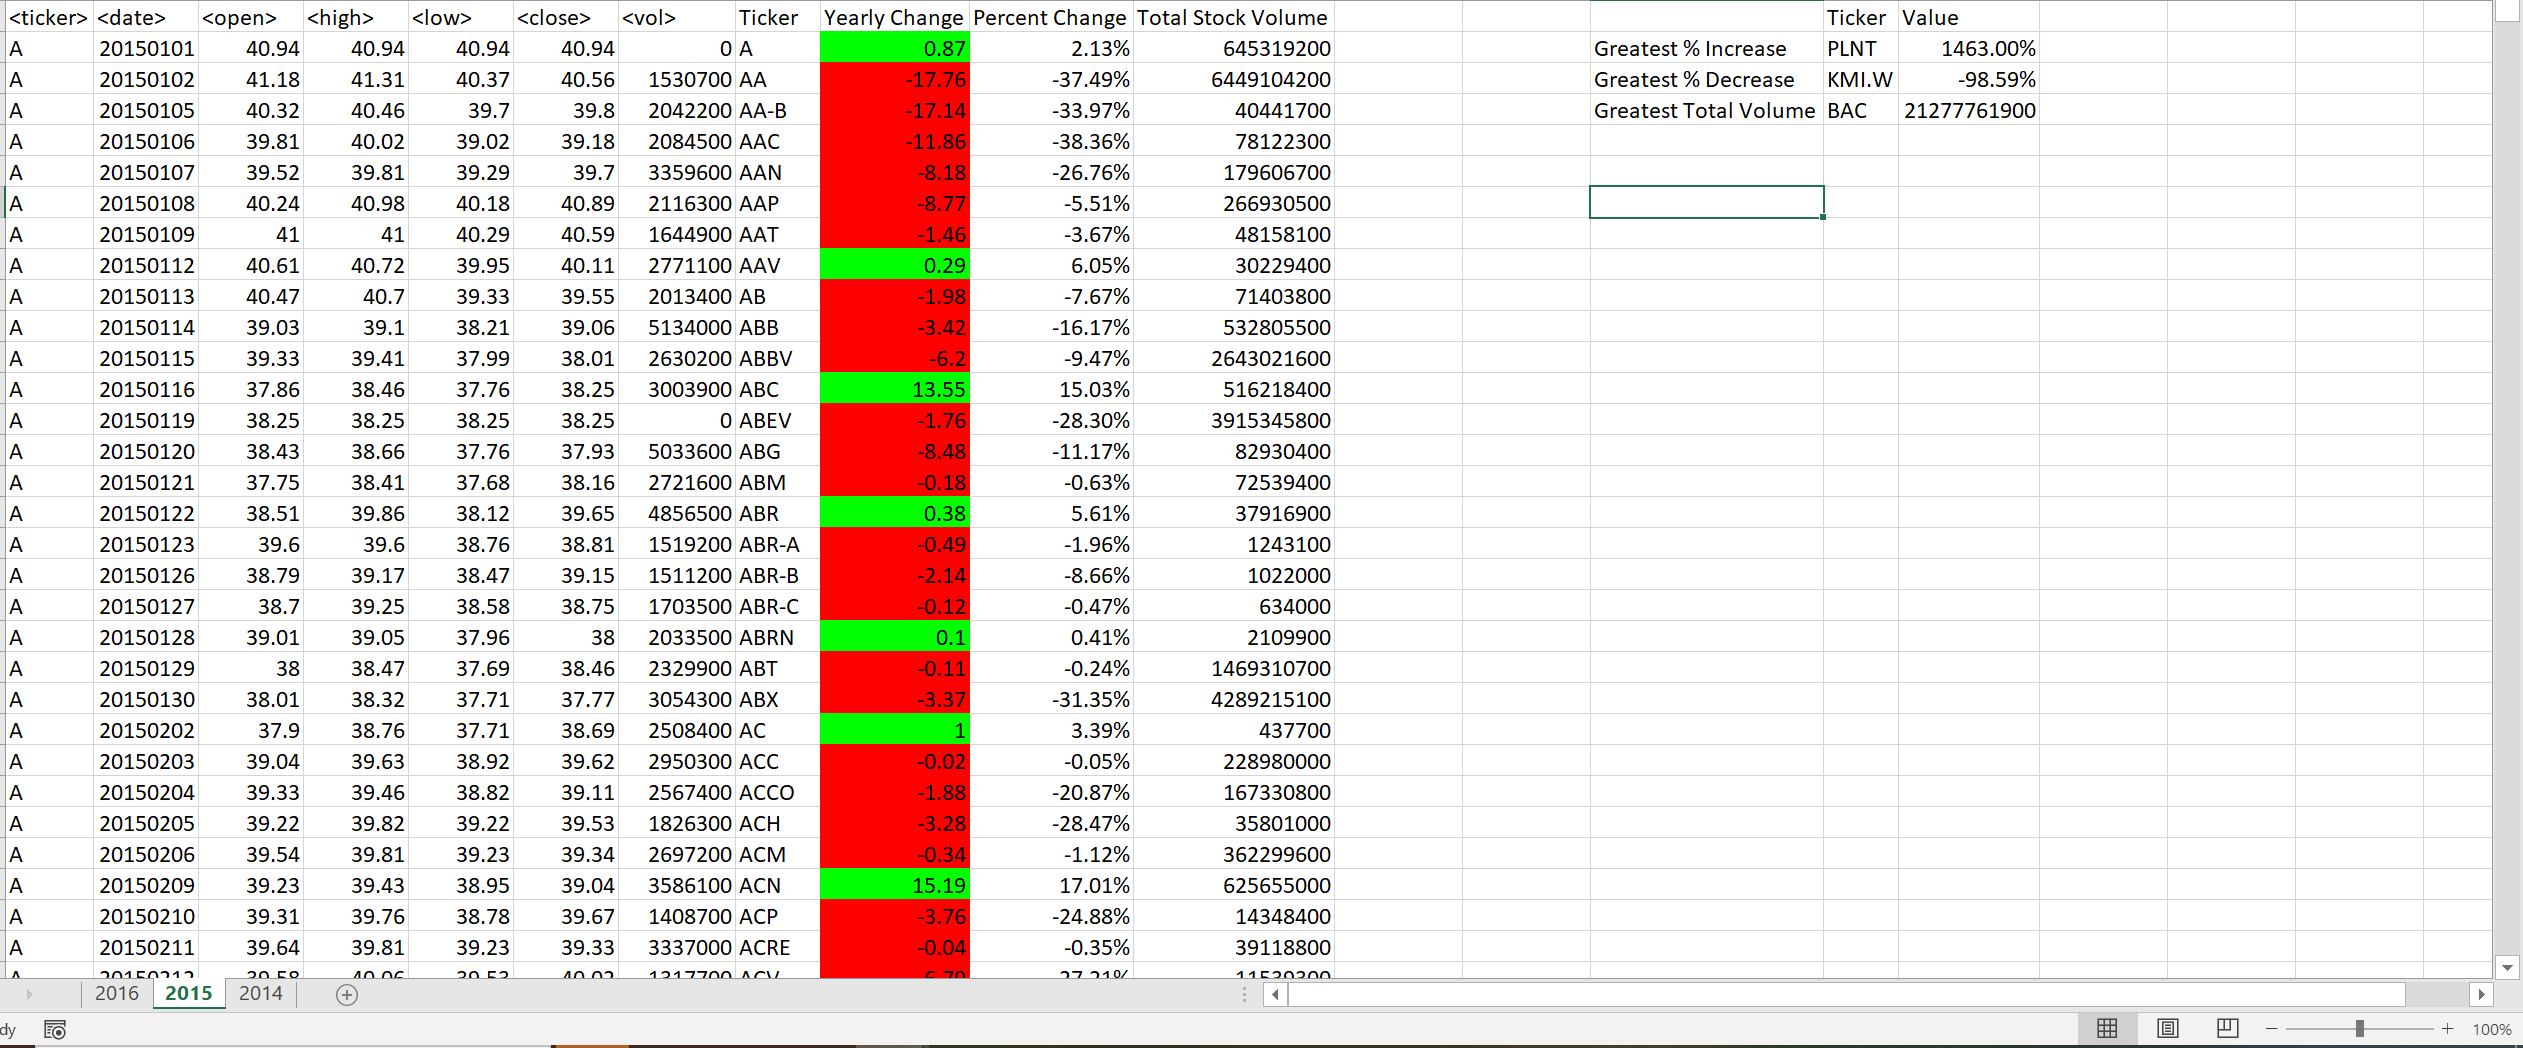 <ticker> <date> <open> <high> <low> <close> <vol> Ticker Yearly Change Percent Change Total Stock Volume Ticker Value
A 20150101 40.94 40.94 40.94 40.94 0 A 0.87 2.13% 645319200 Greatest % Increase PLNT 1463.00%
A 20150102 41.18 41.31 40.37 40.56 1530700 AA -17.76 -37.49% 6449104200 Greatest % Decrease KMI.W -98.59%
A 20150105 40.32 40.46 39.7 39.8 2042200 AA-B -17.14 -33.97% 40441700 Greatest Total Volume BAC 21277761900
A 20150106 39.81 40.02 39.02 39.18 2084500 AAC -11.86 -38.36% 78122300
A 20150107 39.52 39.81 39.29 39.7 3359600 AAN -8.18 -26.76% 179606700
A 20150108 40.24 40.98 40.18 40.89 2116300 AAP -8.77 -5.51% 266930500
A 20150109 41 41 40.29 40.59 1644900 AAT -1.46 -3.67% 48158100
A 20150112 40.61 40.72 39.95 40.11 2771100 AAV 0.29 6.05% 30229400
A 20150113 40.47 40.7 39.33 39.55 2013400 AB -1.98 -7.67% 71403800
A 20150114 39.03 39.1 38.21 39.06 5134000 ABB -3.42 -16.17% 532805500
A 20150115 39.33 39.41 37.99 38.01 2630200 ABBV -6.2 -9.47% 2643021600
A 20150116 37.86 38.46 37.76 38.25 3003900 ABC 13.55 15.03% 516218400
A 20150119 38.25 38.25 38.25 38.25 0 ABEV -1.76 -28.30% 3915345800
A 20150120 38.43 38.66 37.76 37.93 5033600 ABG -8.48 -11.17% 82930400
A 20150121 37.75 38.41 37.68 38.16 2721600 ABM -0.18 -0.63% 72539400
A 20150122 38.51 39.86 38.12 39.65 4856500 ABR 0.38 5.61% 37916900
A 20150123 39.6 39.6 38.76 38.81 1519200 ABR-A -0.49 -1.96% 1243100
A 20150126 38.79 39.17 38.47 39.15 1511200 ABR-B -2.14 -8.66% 1022000
A 20150127 38.7 39.25 38.58 38.75 1703500 ABR-C -0.12 -0.47% 634000
A 20150128 39.01 39.05 37.96 38 2033500 ABRN 0.1 0.41% 2109900
A 20150129 38 38.47 37.69 38.46 2329900 ABT -0.11 -0.24% 1469310700
A 20150130 38.01 38.32 37.71 37.77 3054300 ABX -3.37 -31.35% 4289215100
A 20150202 37.9 38.76 37.71 38.69 2508400 AC 1 3.39% 437700
A 20150203 39.04 39.63 38.92 39.62 2950300 ACC -0.02 -0.05% 228980000
A 20150204 39.33 39.46 38.82 39.11 2567400 ACCO -1.88 -20.87% 167330800
A 20150205 39.22 39.82 39.22 39.53 1826300 ACH -3.28 -28.47% 35801000
A 20150206 39.54 39.81 39.23 39.34 2697200 ACM -0.34 -1.12% 362299600
A 20150209 39.23 39.43 38.95 39.04 3586100 ACN 15.19 17.01% 625655000
A 20150210 39.31 39.76 38.78 39.67 1408700 ACP -3.76 -24.88% 14348400
A 20150211 39.64 39.81 39.23 39.33 3337000 ACRE -0.04 -0.35% 39118800
2016 2015 2014
dy 100%